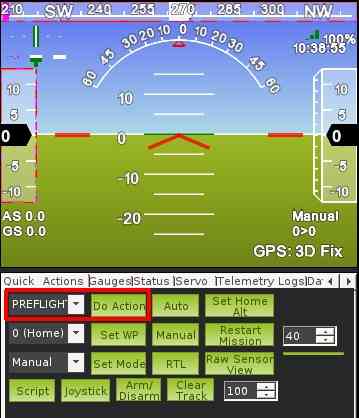 240 SW 255 270 285 300 NW
100%
10:38:55
60 45 30 20 10 0 10 20 30 45 60
10 10 10
5 5
0 0 0
-5 -5
-10 -10 -10
-20
AS 0.0 Manual
GS 0.0 0>0
GPS: 3D Fix
Quick Actions Gauges Status Servo Telemetry Logs Da
PREFLIGHT Do Action Auto Set Home Alt
0 (Home) Set WP Manual Restart Mission 40
Manual Set Mode RTL Raw Sensor View
Script Joystick Arm/ Disarm Clear Track 100